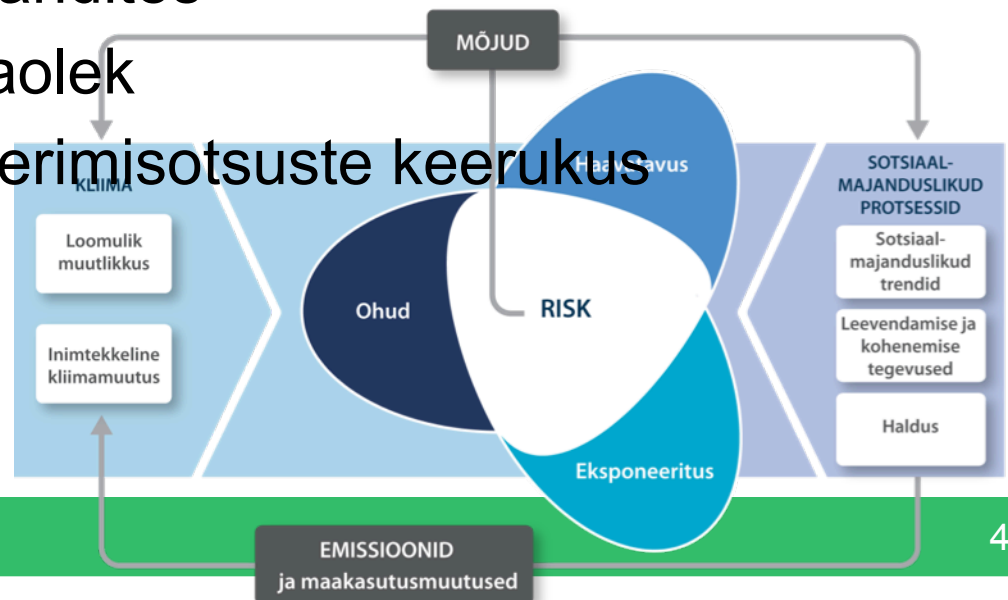 MÕJUD
aolek
erimisotsuste keerukus
KLIIMA
Loomulik
muutlikkus
Inimtekkeline
kliimamuutus
Haavatavus
Ohud
RISK
Eksponeeritus
SOTSIAAL-
MAJANDUSLIKUD
PROTSESSID
Sotsiaal-
majanduslikud
trendid
Leevendamise ja
kohenemise
tegevused
Haldus
EMISSIOONID
ja maakasutusmuutused
4